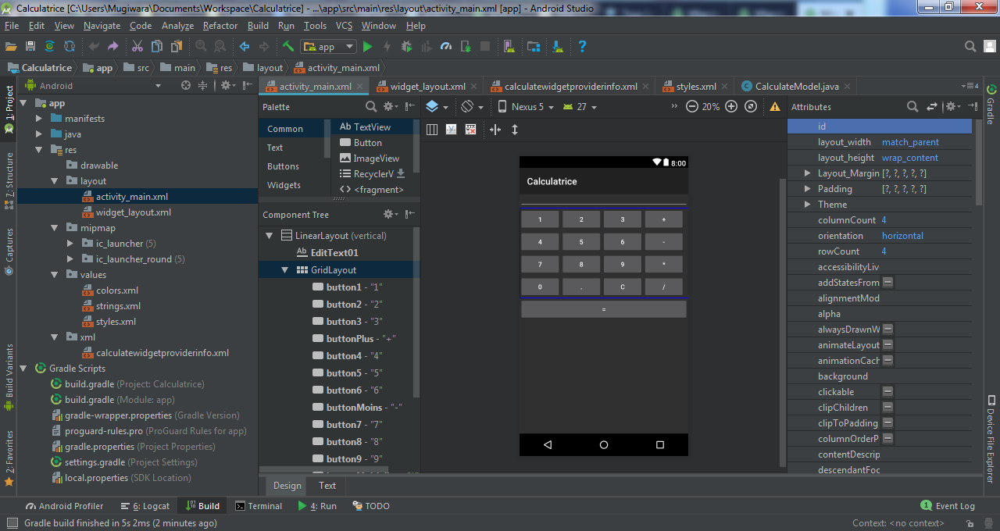 Calculatrice [C:\Users\Mugiwara\Documents\Workspace\Calculatrice] - ...\app\src\main\res\layout\activity_main.xml [app] - Android Studio
File Edit View Navigate Code Analyze Refactor Build Run Tools VCS Window Help
app
Calculatrice app src main res layout activity_main.xml
1: Project
7: Structure
Captures
Build Variants
2: Favorites
Android
app
manifests
java
res
drawable
layout
activity_main.xml
widget_layout.xml
mipmap
ic_launcher (5)
ic_launcher_round (5)
values
colors.xml
strings.xml
styles.xml
xml
calculatewidgetproviderinfo.xml
Gradle Scripts
build.gradle (Project: Calculatrice)
build.gradle (Module: app)
gradle-wrapper.properties (Gradle Version)
proguard-rules.pro (ProGuard Rules for app)
gradle.properties (Project Properties)
settings.gradle (Project Settings)
local.properties (SDK Location)
activity_main.xml widget_layout.xml calculatewidgetproviderinfo.xml styles.xml CalculateModel.java 4
Palette
Common
Text
Buttons
Widgets
Ab TextView
Button
ImageView
RecyclerV
<fragment>
Component Tree
LinearLayout (vertical)
Ab EditText01
GridLayout
button1 - "1"
button2 - "2"
button3 - "3"
buttonPlus - "+"
button4 - "4"
button5 - "5"
button6 - "6"
buttonMoins - "-"
button7 - "7"
button8 - "8"
button9 - "9"
Nexus 5 27 » 20%
8:00
Calculatrice
1 2 3 +
4 5 6 -
7 8 9 *
0 . C /
=
Design Text
Attributes
id
layout_width match_parent
layout_height wrap_content
Layout_Margin [?, ?, ?, ?, ?]
Padding [?, ?, ?, ?, ?]
Theme
columnCount 4
orientation horizontal
rowCount 4
accessibilityLiv
addStatesFrom
alignmentMod
alpha
alwaysDrawnW
animateLayout
animationCach
background
clickable
clipChildren
clipToPadding
columnOrderP
contentDescrip
descendantFoc
Gradle
Device File Explorer
Android Profiler 6: Logcat Build Terminal 4: Run TODO 1 Event Log
Gradle build finished in 5s 2ms (2 minutes ago) Context: <no context>